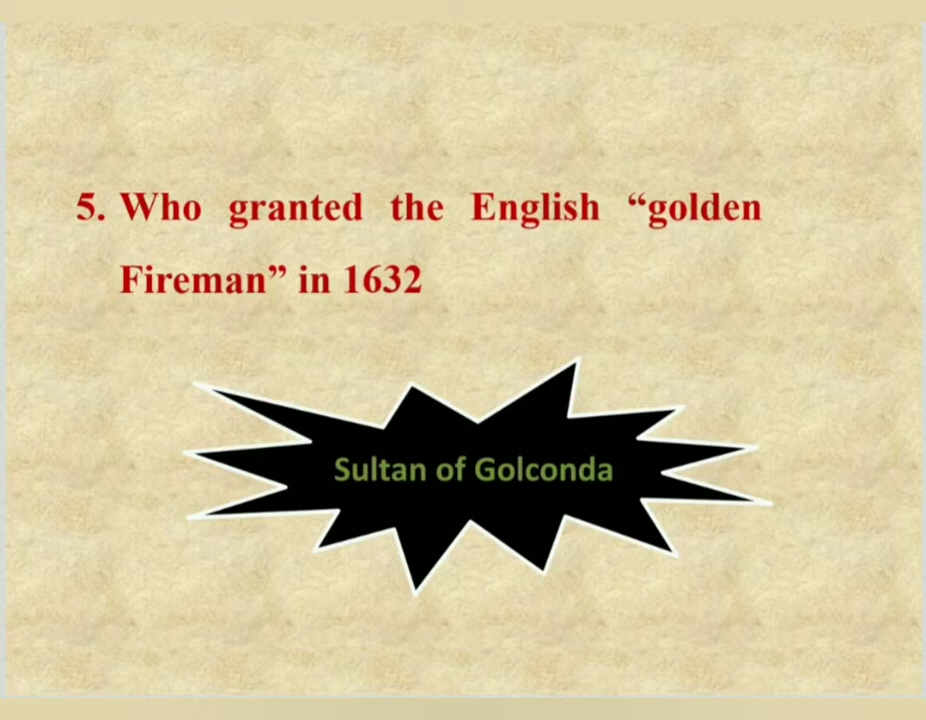 5. Who granted the English “golden
Fireman” in 1632
Sultan of Golconda